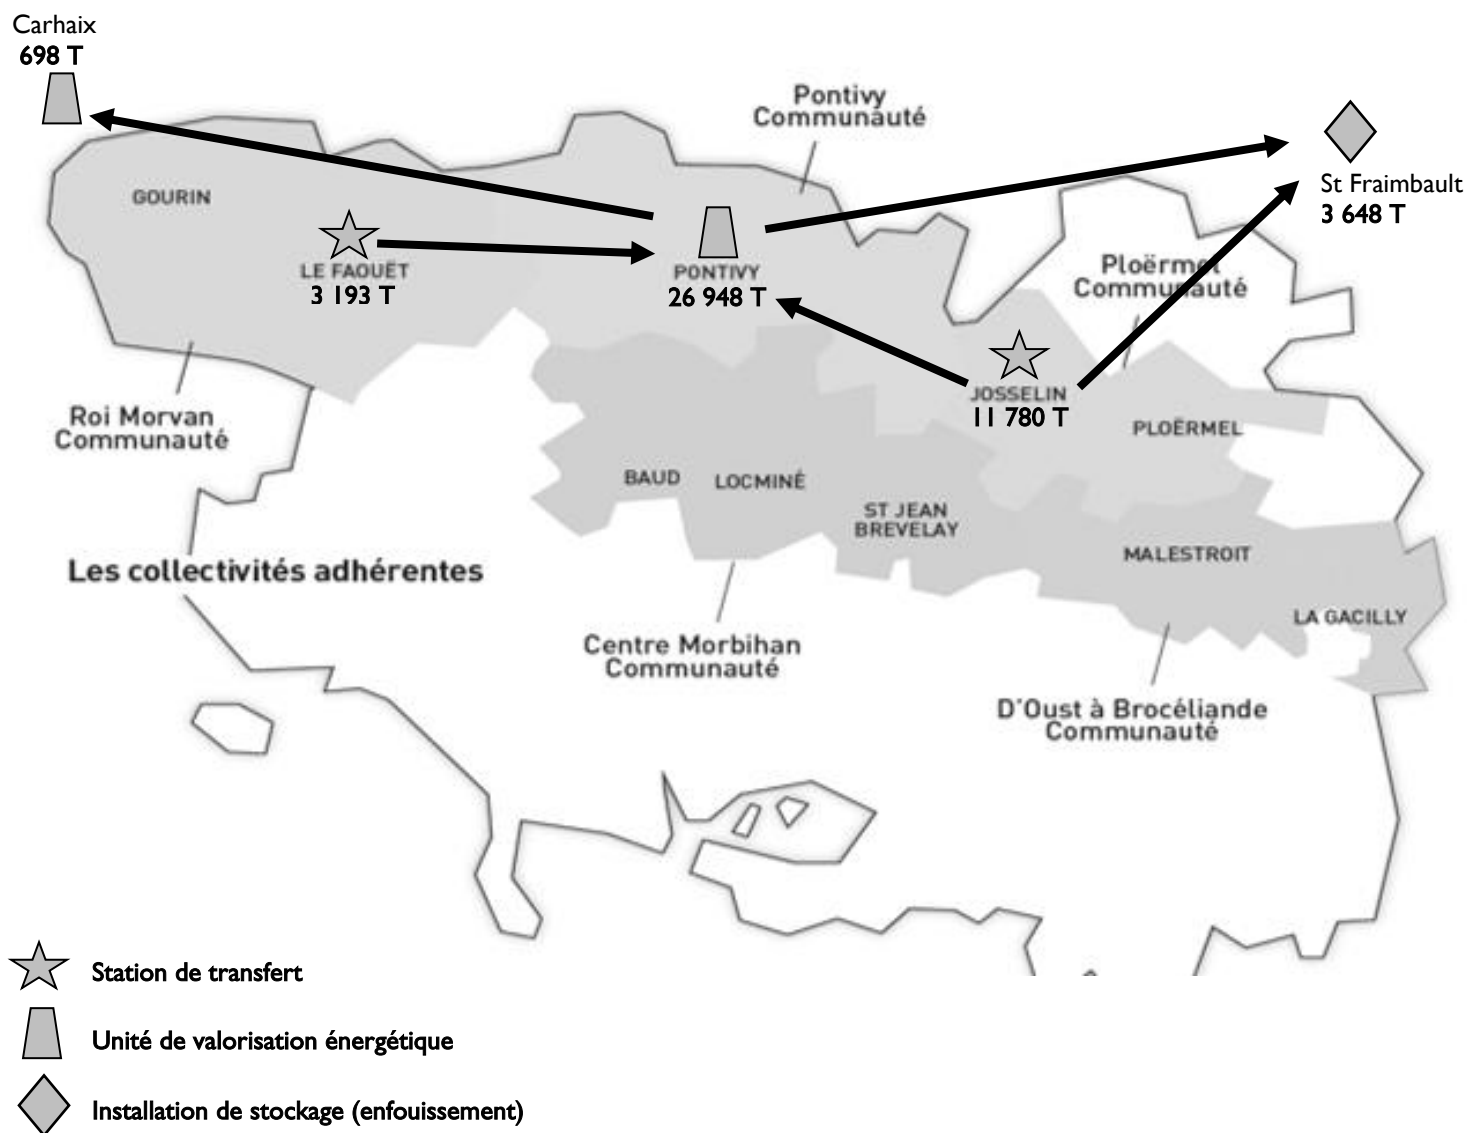 Carhaix
698 T
Pontivy
Communauté
St Fraimbault
3 648 T
GOURIN
LE FAOUËT
3 193 T
PONTIVY
26 948 T
Ploërmel
Communauté
JOSSELIN
11 780 T
Roi Morvan
Communauté
PLOËRMEL
BAUD
LOCMINÉ
ST JEAN
BREVELAY
MALESTROIT
Les collectivités adhérentes
LA GACILLY
Centre Morbihan
Communauté
D'Oust à Brocéliande
Communauté
Station de transfert
Unité de valorisation énergétique
Installation de stockage (enfouissement)